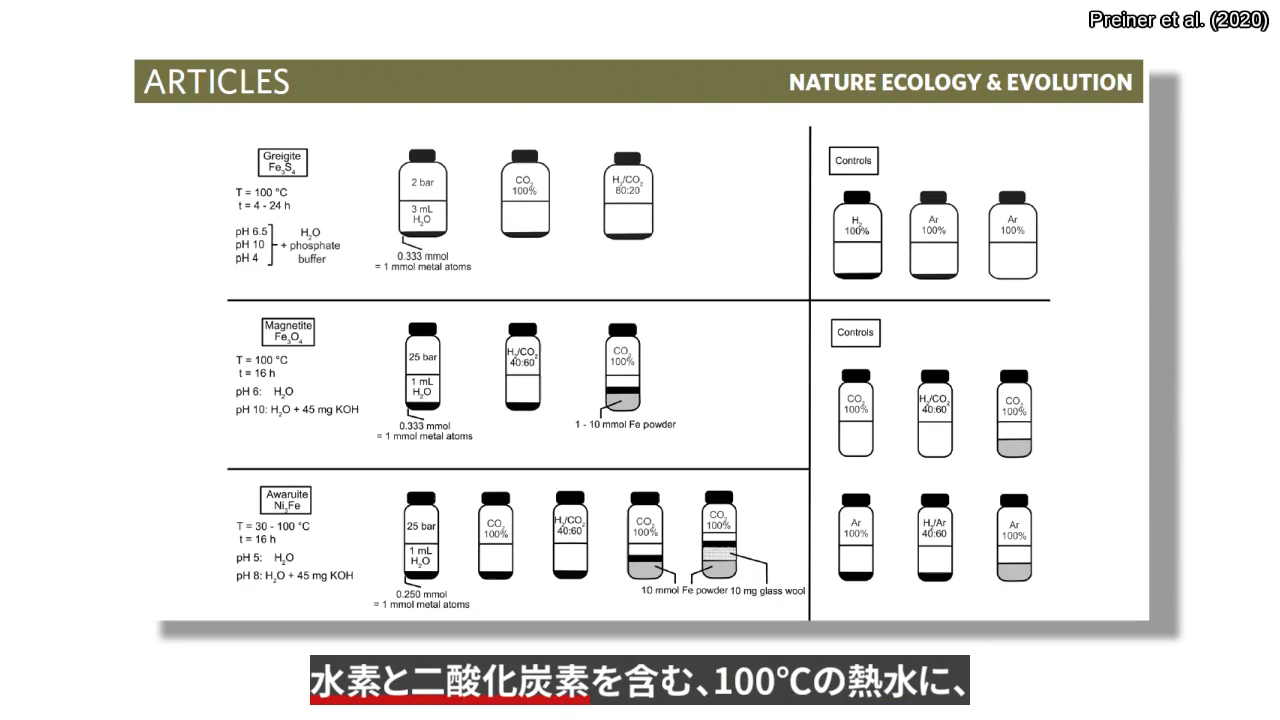 Preiner et al. (2020)
ARTICLES
NATURE ECOLOGY & EVOLUTION
Greigite
Fe₃S₄
T = 100 °C
t = 4 - 24 h
pH 6.5
pH 10
pH 4
H₂O
+ phosphate
buffer
2 bar
3 mL
H₂O
0.333 mmol
= 1 mmol metal atoms
CO₂
100%
H₂/CO₂
80:20
Controls
H₂
100%
Ar
100%
Ar
100%
Magnetite
Fe₃O₄
T = 100 °C
t = 16 h
pH 6: H₂O
pH 10: H₂O + 45 mg KOH
25 bar
1 mL
H₂O
0.333 mmol
= 1 mmol metal atoms
H₂/CO₂
40:60
CO₂
100%
1 - 10 mmol Fe powder
Controls
CO₂
100%
H₂/CO₂
40:60
CO₂
100%
Awaruite
Ni₃Fe
T = 30 - 100 °C
t = 16 h
pH 5: H₂O
pH 8: H₂O + 45 mg KOH
25 bar
1 mL
H₂O
0.250 mmol
= 1 mmol metal atoms
CO₂
100%
H₂/CO₂
40:60
CO₂
100%
CO₂
100%
10 mmol Fe powder 10 mg glass wool
Ar
100%
H₂/Ar
40:60
Ar
100%
水素と二酸化炭素を含む、100℃の熱水に、